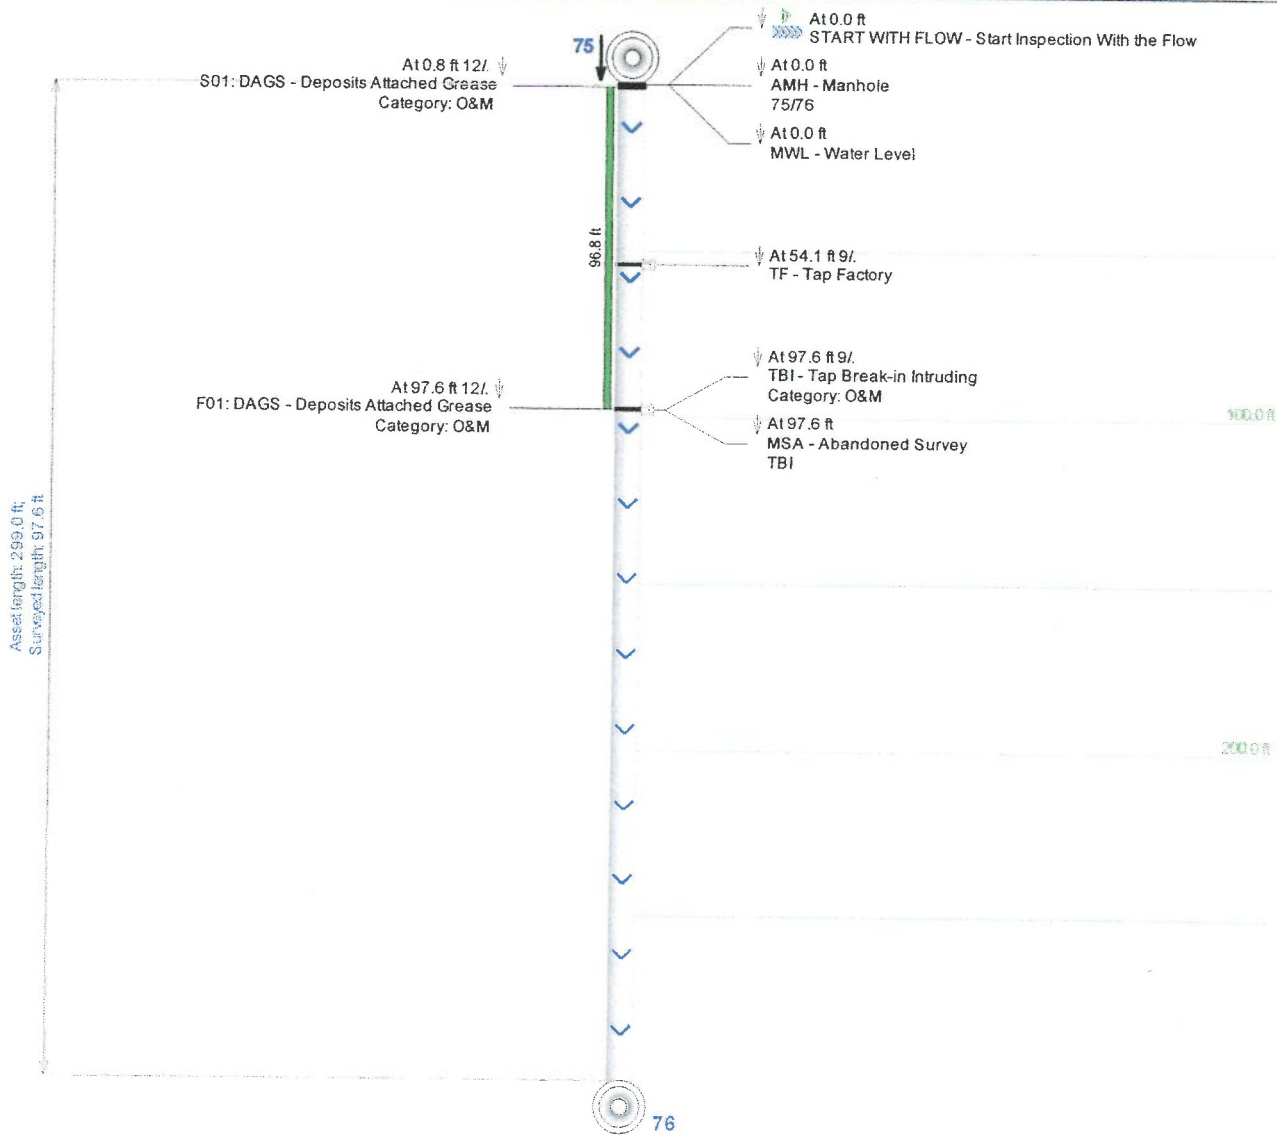 At 0.0 ft
START WITH FLOW - Start Inspection With the Flow
75
At 0.8 ft 12/.
S01: DAGS - Deposits Attached Grease
Category: O&M
At 0.0 ft
AMH - Manhole
75/76
At 0.0 ft
MWL - Water Level
96.8 ft
At 54.1 ft 9/.
TF - Tap Factory
At 97.6 ft 12/.
F01: DAGS - Deposits Attached Grease
Category: O&M
At 97.6 ft 9/.
TBI - Tap Break-in Intruding
Category: O&M
At 97.6 ft
MSA - Abandoned Survey
TBI
100.0 ft
Asset length: 299.0 ft;
Surveyed length: 97.6 ft
200.0 ft
76